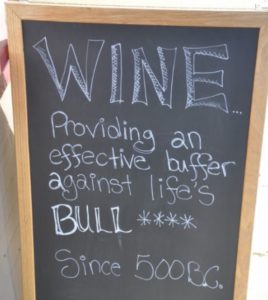 WINE...
Providing an
effective buffer
against life's
BULL ****
Since 500B.C.